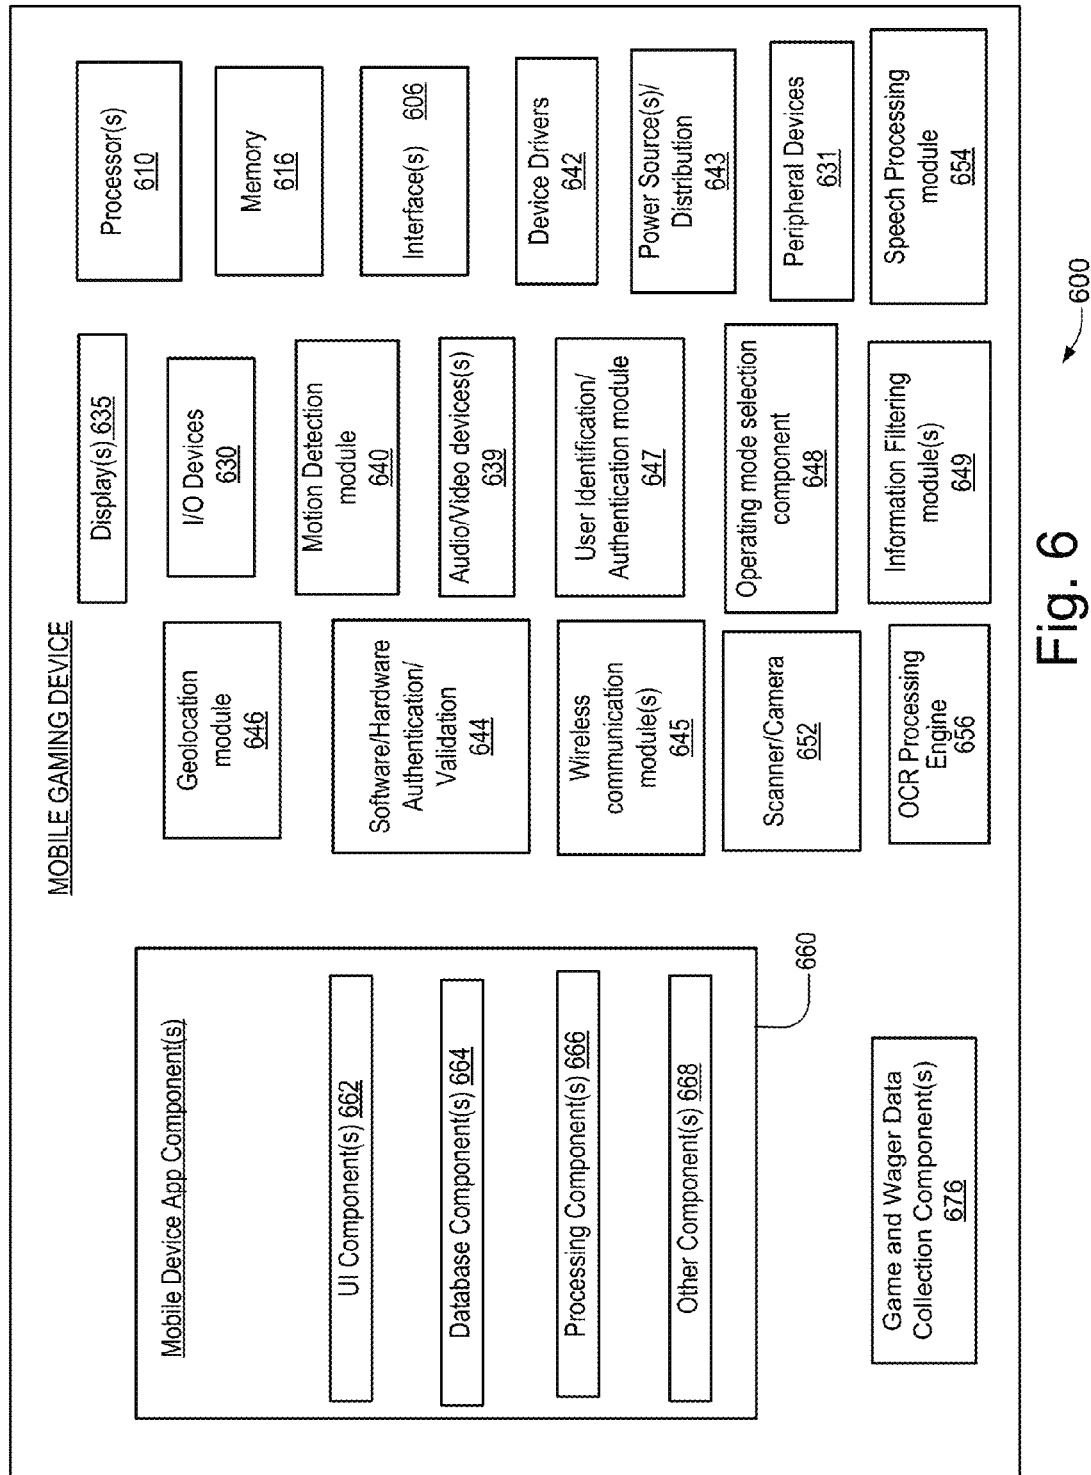 MOBILE GAMING DEVICE
Mobile Device App Component(s)
UI Component(s) 662
Database Component(s) 664
Processing Component(s) 666
Other Component(s) 668
660
Game and Wager Data
Collection Component(s)
676
Geolocation
module
646
Software/Hardware
Authentication/
Validation
644
Wireless
communication
module(s)
645
Scanner/Camera
652
OCR Processing
Engine
656
Display(s) 635
I/O Devices
630
Motion Detection
module
640
Audio/Video devices(s)
639
User Identification/
Authentication module
647
Operating mode selection
component
648
Information Filtering
module(s)
649
Processor(s)
610
Memory
616
Interface(s) 606
Device Drivers
642
Power Source(s)/
Distribution
643
Peripheral Devices
631
Speech Processing
module
654
600
Fig. 6